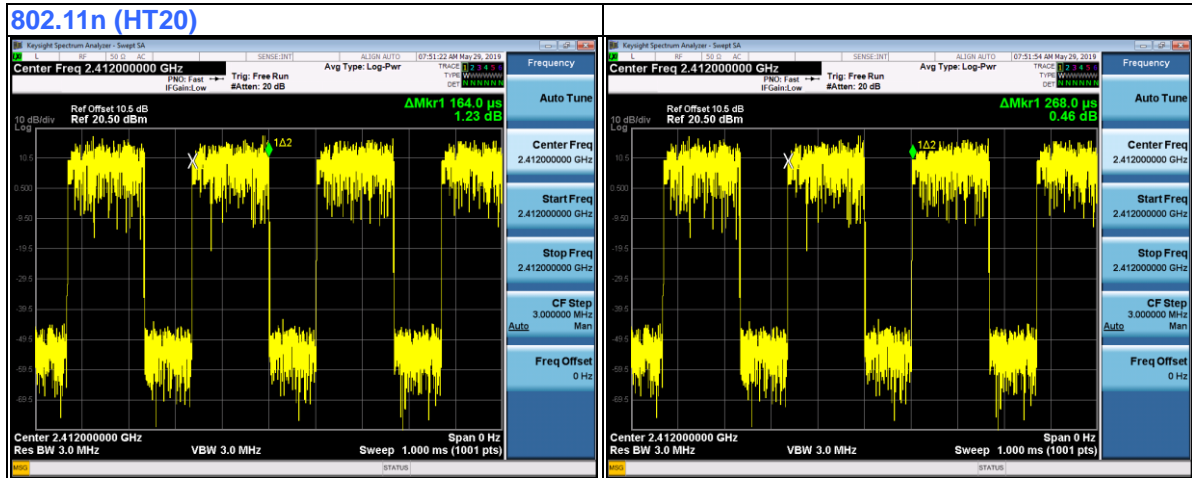 802.11n (HT20)
Keysight Spectrum Analyzer - Swept SA
L RF 50 Ω AC SENSE:INT ALIGN AUTO 07:51:22 AM May 29, 2019
Center Freq 2.412000000 GHz
PNO: Fast
IFGain:Low
Trig: Free Run
#Atten: 20 dB
Avg Type: Log-Pwr
TRACE 1 2 3 4 5 6
TYPE WWWWWW
DET N N N N N N
Ref Offset 10.5 dB
Ref 20.50 dBm
10 dB/div
Log
ΔMkr1 164.0 µs
1.23 dB
1Δ2
X
10.5
0.500
-9.50
-19.5
-29.5
-39.5
-49.5
-59.5
-69.5
Center 2.412000000 GHz
Res BW 3.0 MHz
VBW 3.0 MHz
Span 0 Hz
Sweep 1.000 ms (1001 pts)
MSG
STATUS
Frequency
Auto Tune
Center Freq
2.412000000 GHz
Start Freq
2.412000000 GHz
Stop Freq
2.412000000 GHz
CF Step
3.000000 MHz
Auto Man
Freq Offset
0 Hz
Keysight Spectrum Analyzer - Swept SA
L RF 50 Ω AC SENSE:INT ALIGN AUTO 07:51:54 AM May 29, 2019
Center Freq 2.412000000 GHz
PNO: Fast
IFGain:Low
Trig: Free Run
#Atten: 20 dB
Avg Type: Log-Pwr
TRACE 1 2 3 4 5 6
TYPE WWWWWW
DET N N N N N N
Ref Offset 10.5 dB
Ref 20.50 dBm
10 dB/div
Log
ΔMkr1 268.0 µs
0.46 dB
1Δ2
X
10.5
0.500
-9.50
-19.5
-29.5
-39.5
-49.5
-59.5
-69.5
Center 2.412000000 GHz
Res BW 3.0 MHz
VBW 3.0 MHz
Span 0 Hz
Sweep 1.000 ms (1001 pts)
MSG
STATUS
Frequency
Auto Tune
Center Freq
2.412000000 GHz
Start Freq
2.412000000 GHz
Stop Freq
2.412000000 GHz
CF Step
3.000000 MHz
Auto Man
Freq Offset
0 Hz